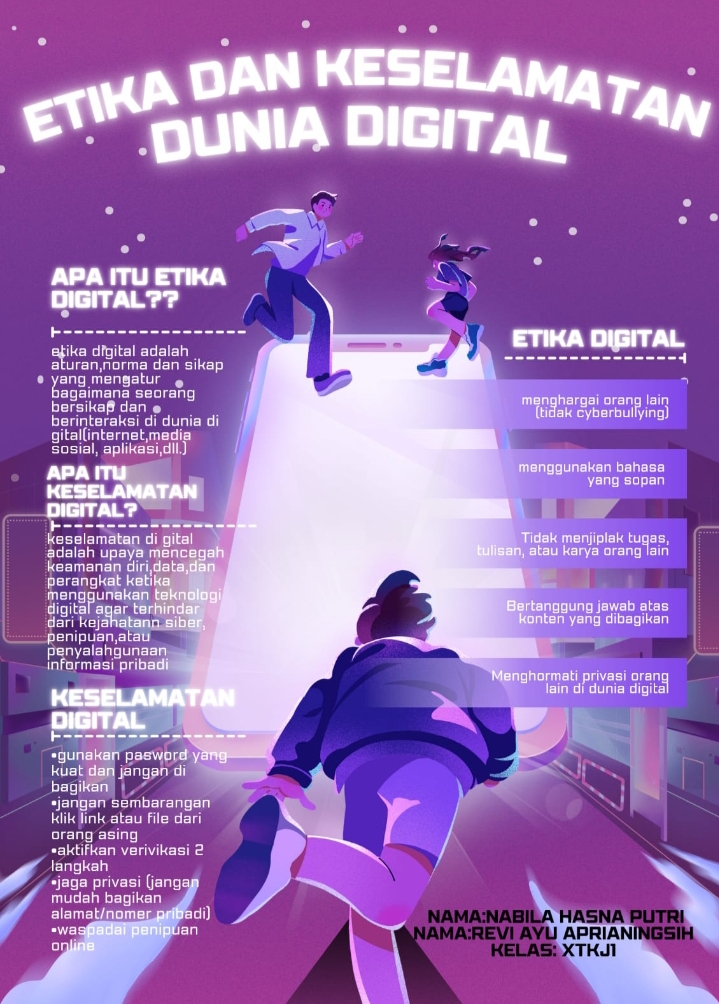 ETIKA DAN KESELAMATAN
DUNIA DIGITAL
APA ITU ETIKA
DIGITAL??
etika digital adalah
aturan,norma dan sikap
yang mengatur
bagaimana seorang
bersikap dan
berinteraksi di dunia di
gital(internet,media
sosial, aplikasi,dll.)
APA ITU
KESELAMATAN
DIGITAL?
keselamatan di gital
adalah upaya mencegah
keamanan diri,data,dan
perangkat ketika
menggunakan teknologi
digital agar terhindar
dari kejahatann siber,
penipuan,atau
penyalahgunaan
informasi pribadi
KESELAMATAN
DIGITAL
•gunakan pasword yang
kuat dan jangan di
bagikan
•jangan sembarangan
klik link atau file dari
orang asing
•aktifkan verivikasi 2
langkah
•jaga privasi (jangan
mudah bagikan
alamat/nomer pribadi)
•waspadai penipuan
online
ETIKA DIGITAL
menghargai orang lain
(tidak cyberbullying)
menggunakan bahasa
yang sopan
Tidak menjiplak tugas,
tulisan, atau karya orang lain
Bertanggung jawab atas
konten yang dibagikan
Menghormati privasi orang
lain di dunia digital
NAMA:NABILA HASNA PUTRI
NAMA:REVI AYU APRIANINGSIH
KELAS: XTKJ1